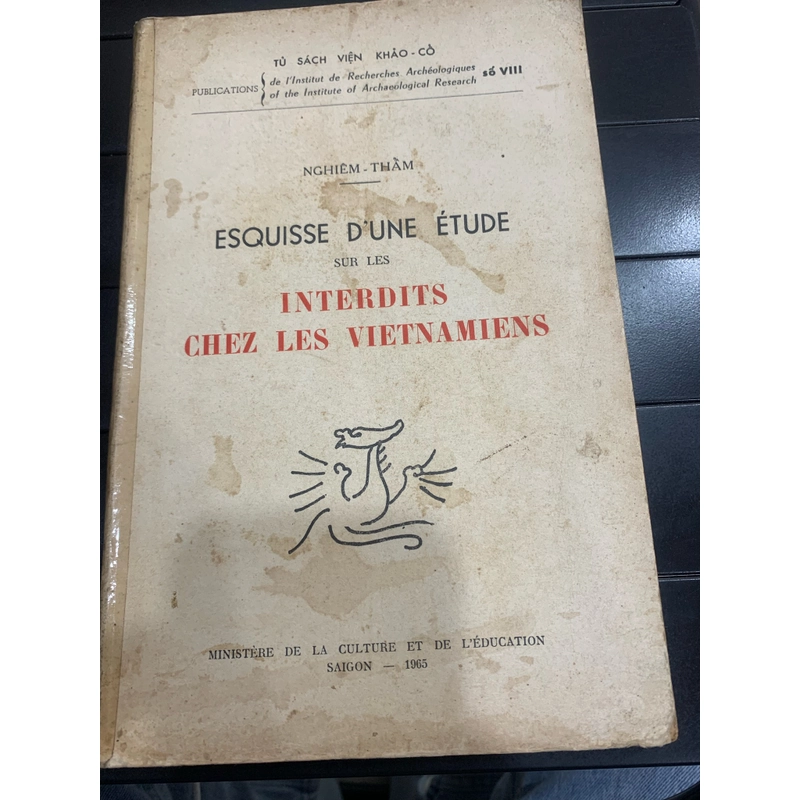 TỦ SÁCH VIỆN KHẢO-CỔ
PUBLICATIONS { de l'Institut de Recherches Archéologiques
of the Institute of Archaeological Research
số VIII
NGHIÊM-THẨM
ESQUISSE D'UNE ÉTUDE
SUR LES
INTERDITS
CHEZ LES VIETNAMIENS
MINISTÈRE DE LA CULTURE ET DE L'ÉDUCATION
SAIGON — 1965